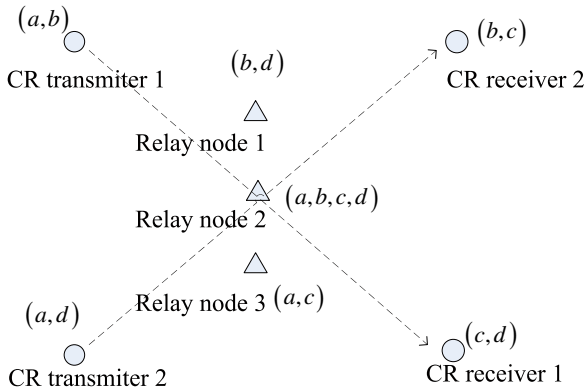 (a,b)
(b,c)
CR transmiter 1
(b,d)
CR receiver 2
Relay node 1
(a,b,c,d)
Relay node 2
Relay node 3 (a,c)
(a,d)
(c,d)
CR transmiter 2
CR receiver 1